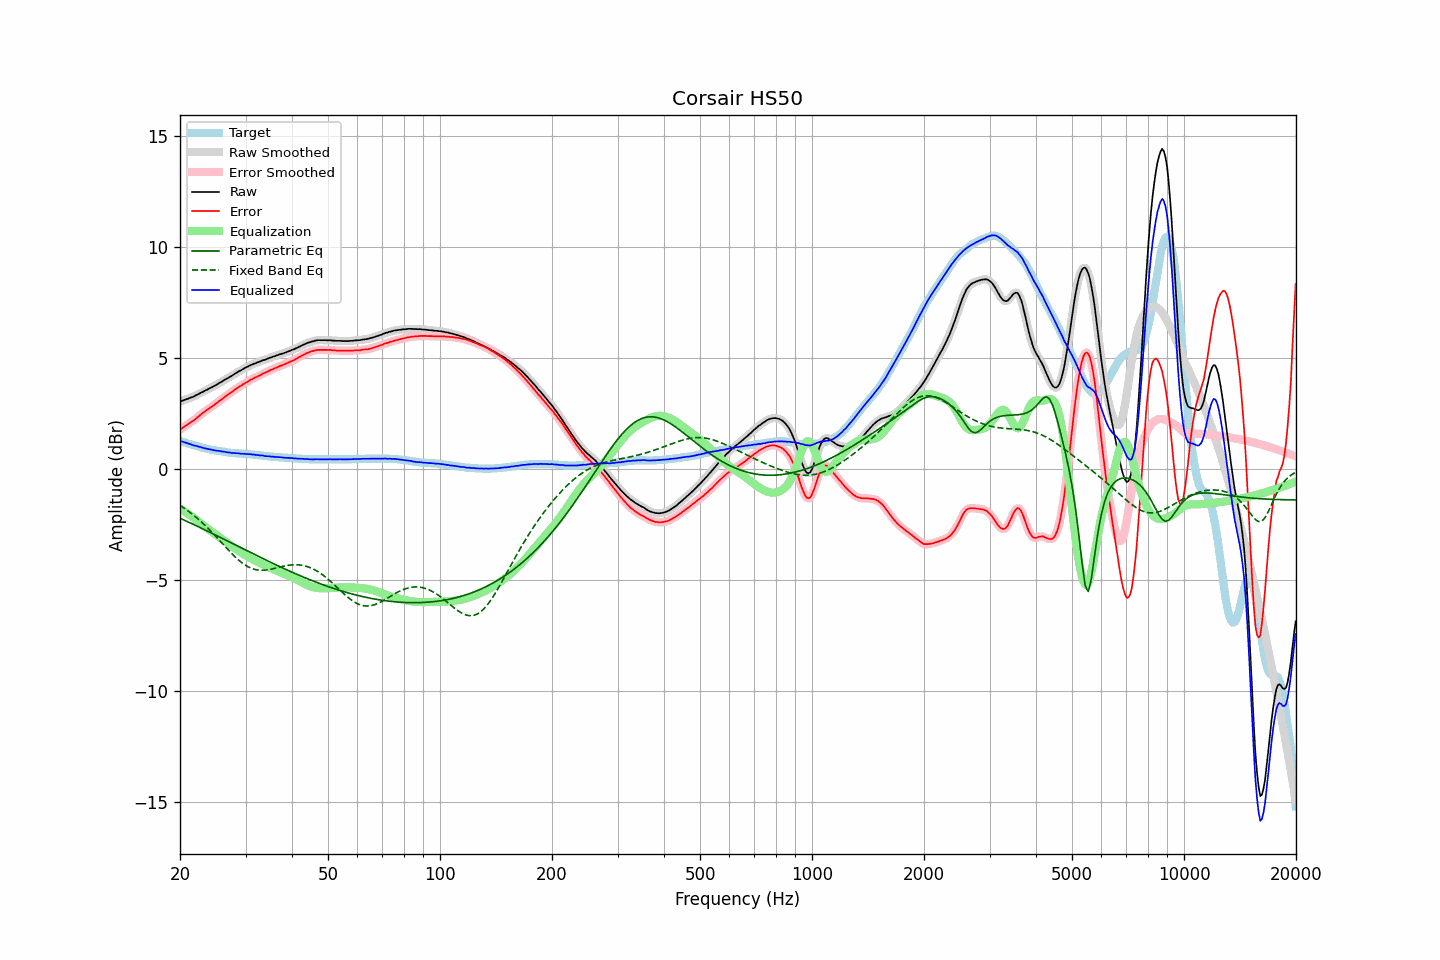 Corsair HS50
Target
Raw Smoothed
Error Smoothed
Raw
Error
Equalization
Parametric Eq
Fixed Band Eq
Equalized
Amplitude (dBr)
15
10
5
0
−5
−10
−15
20
50
100
200
500
1000
2000
5000
10000
20000
Frequency (Hz)